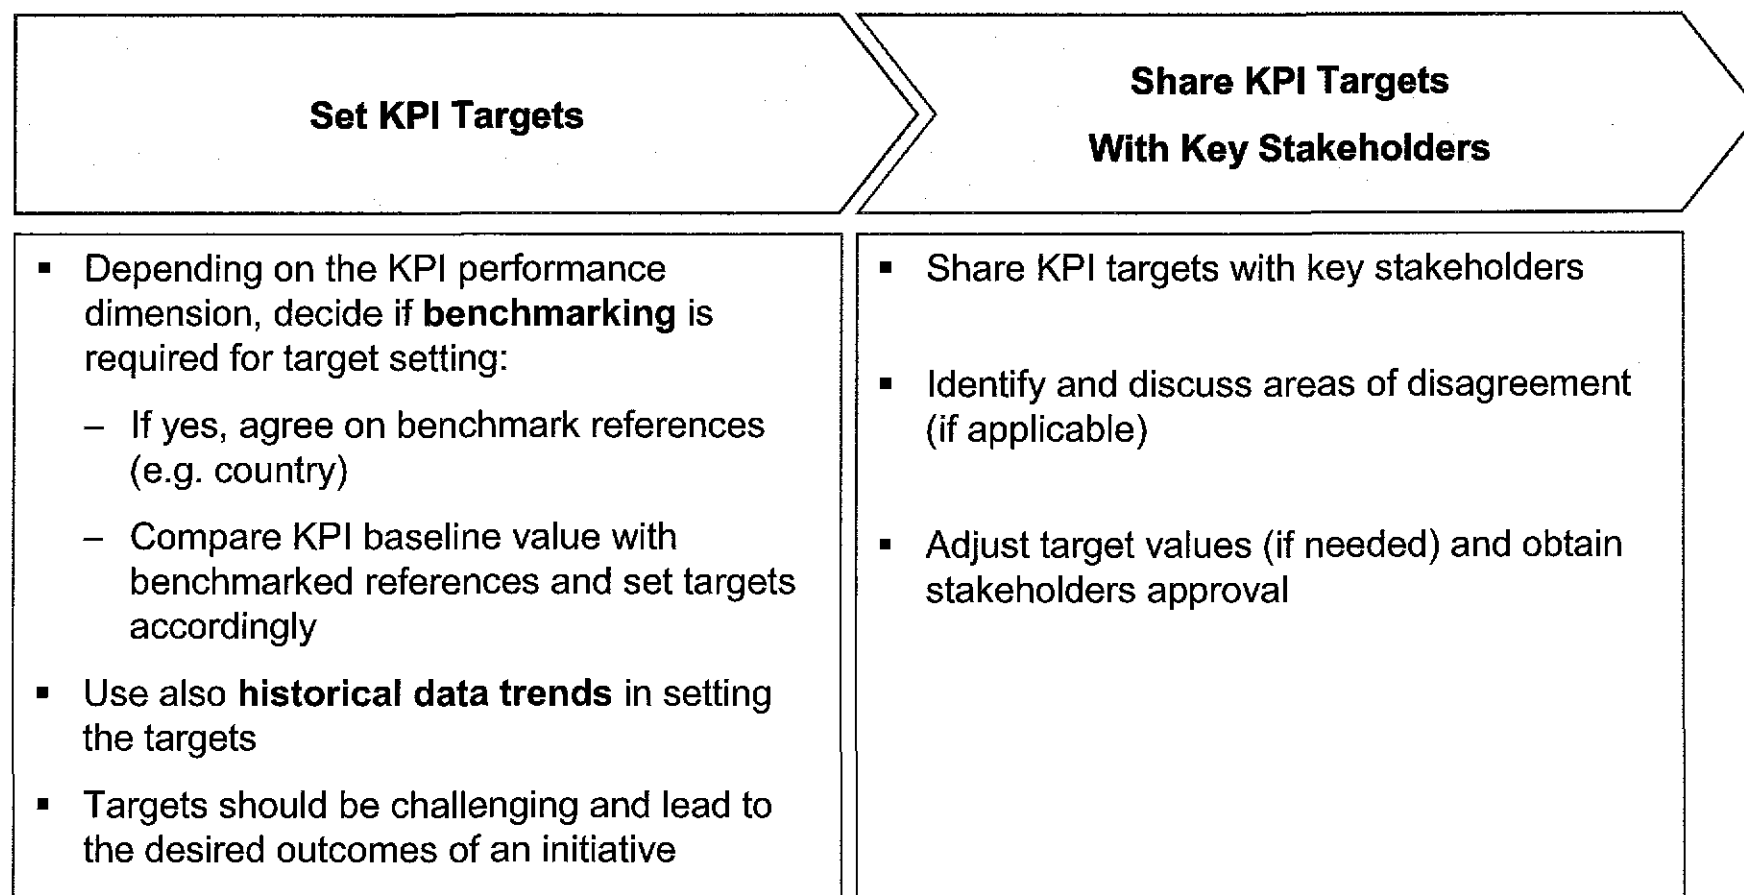 Set KPI Targets
Share KPI Targets
With Key Stakeholders
▪ Depending on the KPI performance
dimension, decide if benchmarking is
required for target setting:
– If yes, agree on benchmark references
(e.g. country)
– Compare KPI baseline value with
benchmarked references and set targets
accordingly
▪ Use also historical data trends in setting
the targets
▪ Targets should be challenging and lead to
the desired outcomes of an initiative
▪ Share KPI targets with key stakeholders
▪ Identify and discuss areas of disagreement
(if applicable)
▪ Adjust target values (if needed) and obtain
stakeholders approval